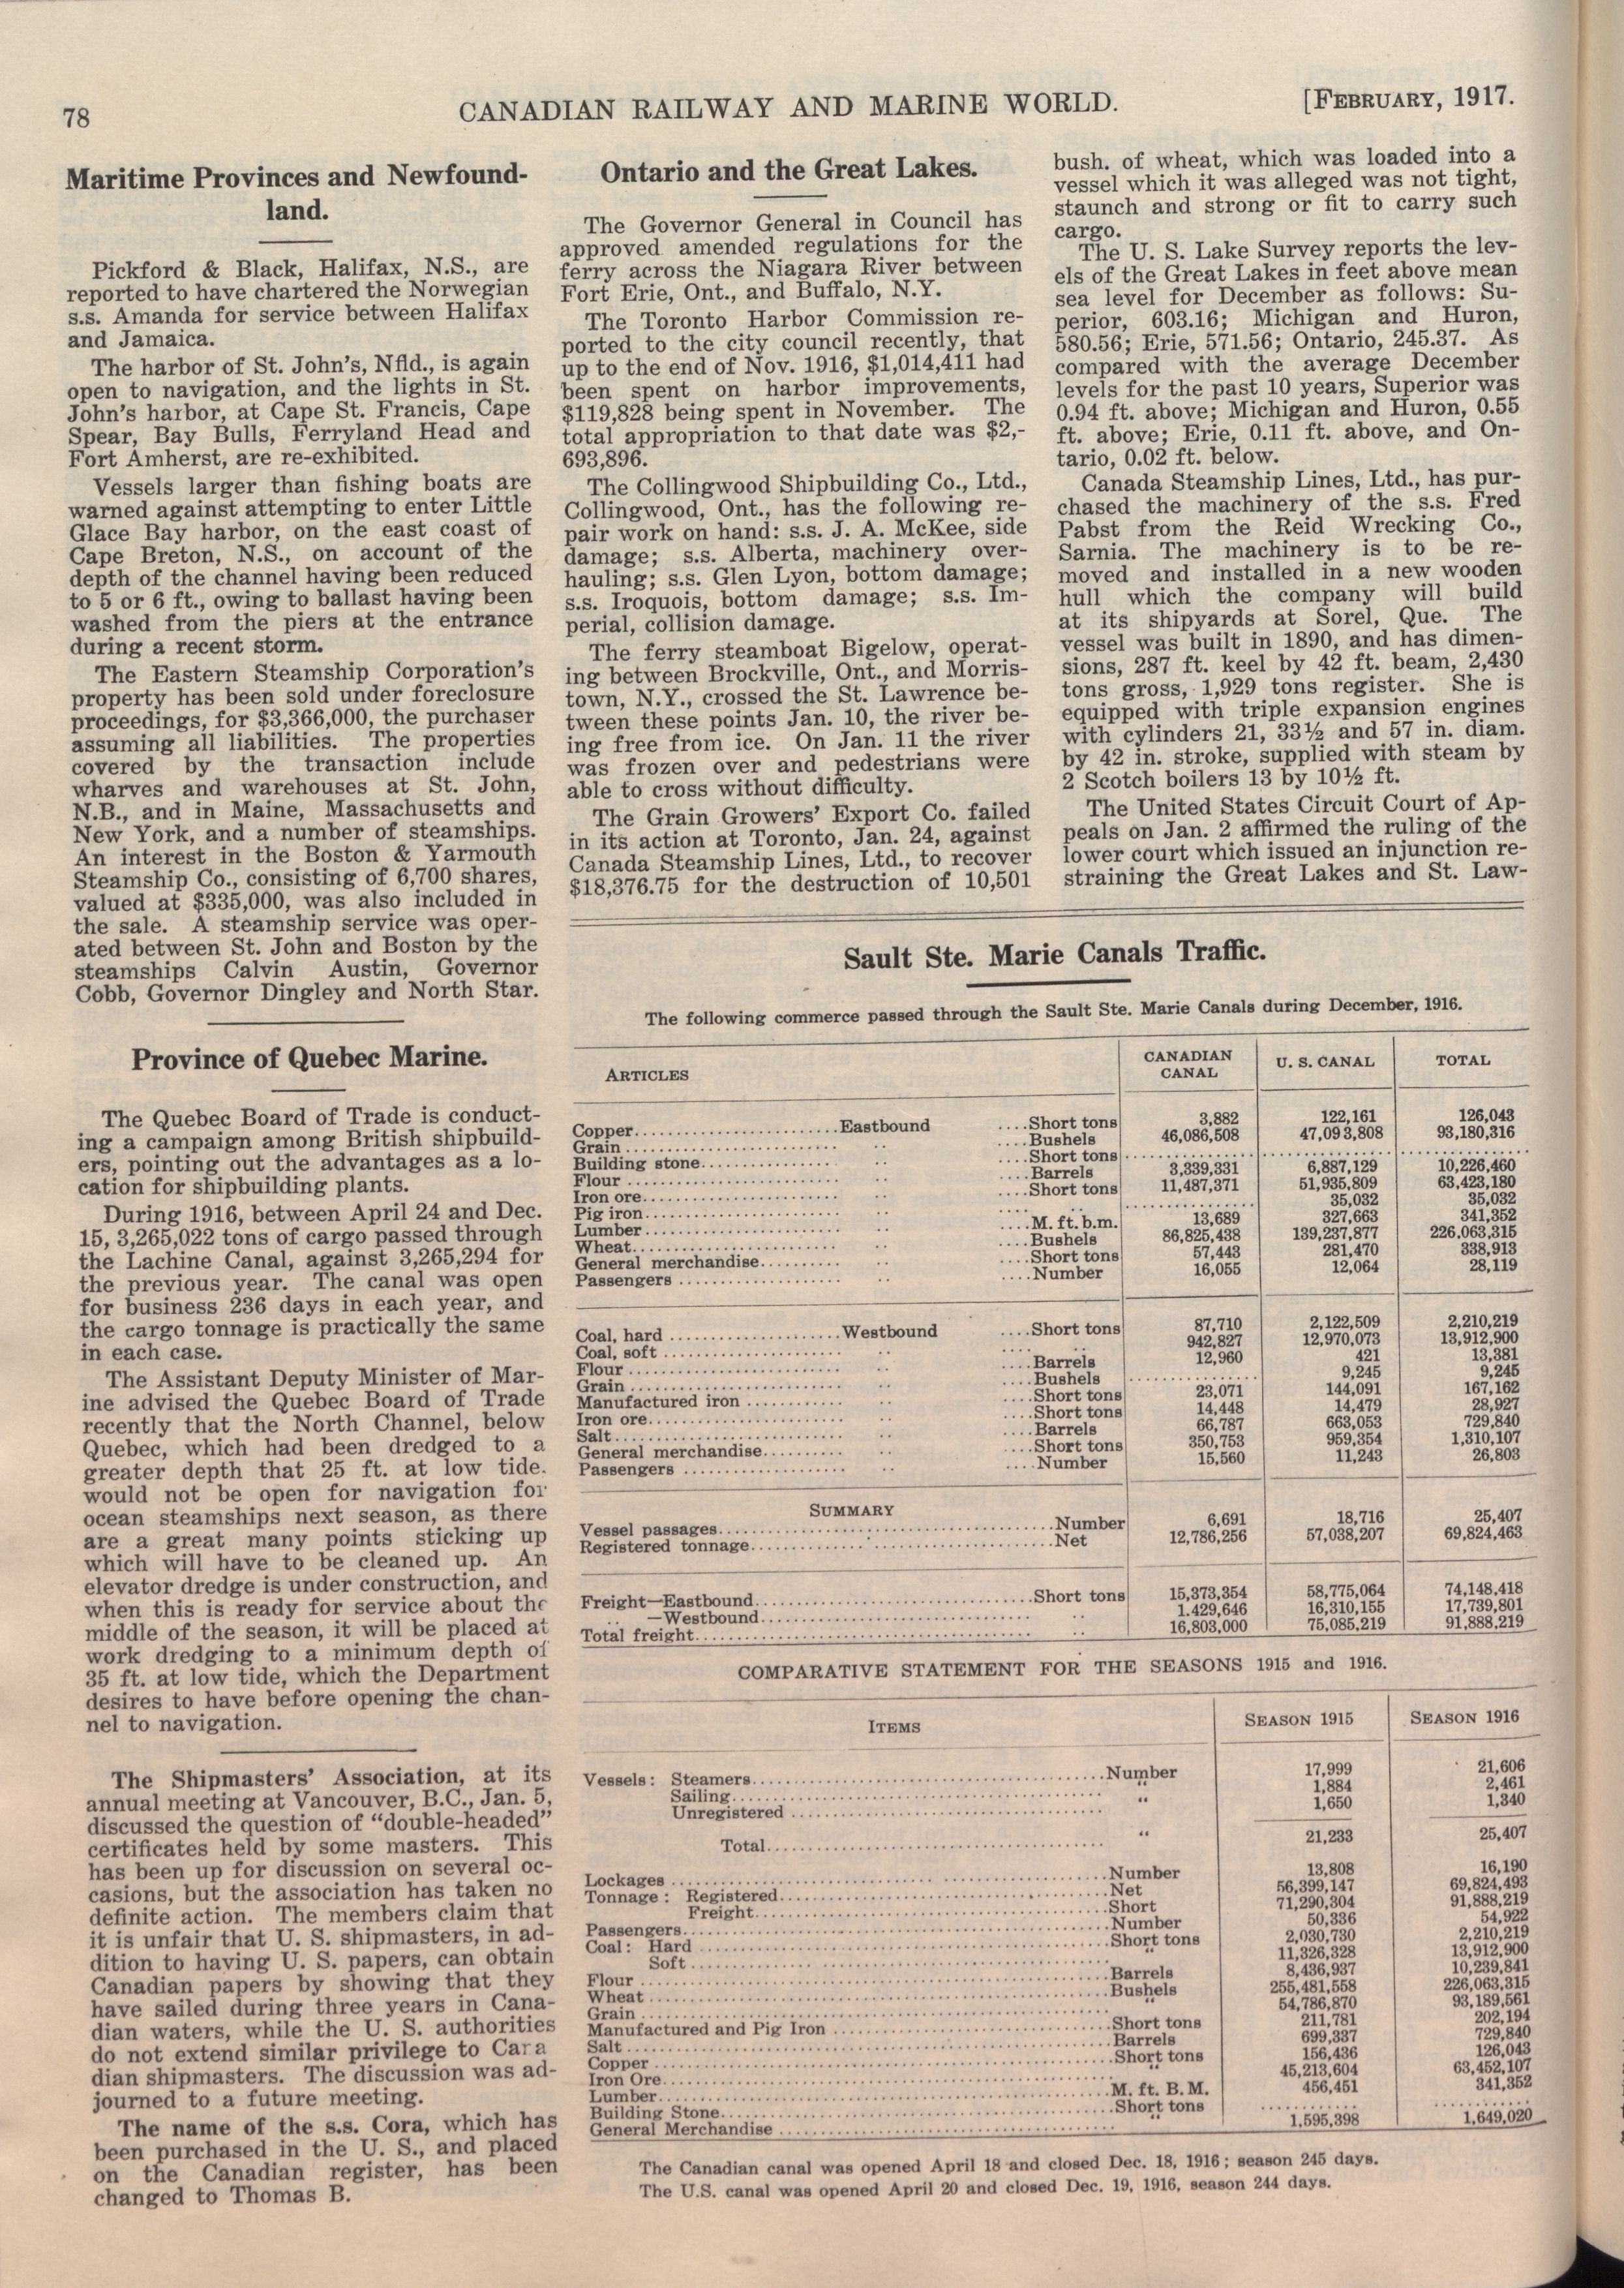 78
CANADIAN RAILWAY AND MARINE WORLD.
[FEBRUARY, 1917.
Maritime Provinces and Newfound-
land.
Pickford & Black, Halifax, N.S., are
reported to have chartered the Norwegian
s.s. Amanda for service between Halifax
and Jamaica.
The harbor of St. John's, Nfld., is again
open to navigation, and the lights in St.
John's harbor, at Cape St. Francis, Cape
Spear, Bay Bulls, Ferryland Head and
Fort Amherst, are re-exhibited.
Vessels larger than fishing boats are
warned against attempting to enter Little
Glace Bay harbor, on the east coast of
Cape Breton, N.S., on account of the
depth of the channel having been reduced
to 5 or 6 ft., owing to ballast having been
washed from the piers at the entrance
during a recent storm.
The Eastern Steamship Corporation's
property has been sold under foreclosure
proceedings, for $3,366,000, the purchaser
assuming all liabilities. The properties
covered by the transaction include
wharves and warehouses at St. John,
N.B., and in Maine, Massachusetts and
New York, and a number of steamships.
An interest in the Boston & Yarmouth
Steamship Co., consisting of 6,700 shares,
valued at $335,000, was also included in
the sale. A steamship service was oper-
ated between St. John and Boston by the
steamships Calvin Austin, Governor
Cobb, Governor Dingley and North Star.
Province of Quebec Marine.
The Quebec Board of Trade is conduct-
ing a campaign among British shipbuild-
ers, pointing out the advantages as a lo-
cation for shipbuilding plants.
During 1916, between April 24 and Dec.
15, 3,265,022 tons of cargo passed through
the Lachine Canal, against 3,265,294 for
the previous year. The canal was open
for business 236 days in each year, and
the cargo tonnage is practically the same
in each case.
The Assistant Deputy Minister of Mar-
ine advised the Quebec Board of Trade
recently that the North Channel, below
Quebec, which had been dredged to a
greater depth that 25 ft. at low tide.
would not be open for navigation for
ocean steamships next season, as there
are a great many points sticking up
which will have to be cleaned up. An
elevator dredge is under construction, and
when this is ready for service about the
middle of the season, it will be placed at
work dredging to a minimum depth of
35 ft. at low tide, which the Department
desires to have before opening the chan-
nel to navigation.
The Shipmasters' Association, at its
annual meeting at Vancouver, B.C., Jan. 5,
discussed the question of "double-headed"
certificates held by some masters. This
has been up for discussion on several oc-
casions, but the association has taken no
definite action. The members claim that
it is unfair that U. S. shipmasters, in ad-
dition to having U. S. papers, can obtain
Canadian papers by showing that they
have sailed during three years in Cana-
dian waters, while the U. S. authorities
do not extend similar privilege to Cara
dian shipmasters. The discussion was ad-
journed to a future meeting.
The name of the s.s. Cora, which has
been purchased in the U. S., and placed
on the Canadian register, has been
changed to Thomas B.
Ontario and the Great Lakes.
The Governor General in Council has
approved amended regulations for the
ferry across the Niagara River between
Fort Erie, Ont., and Buffalo, N.Y.
The Toronto Harbor Commission re-
ported to the city council recently, that
up to the end of Nov. 1916, $1,014,411 had
been spent on harbor improvements,
$119,828 being spent in November. The
total appropriation to that date was $2,-
693,896.
The Collingwood Shipbuilding Co., Ltd.,
Collingwood, Ont., has the following re-
pair work on hand: s.s. J. A. McKee, side
damage; s.s. Alberta, machinery over-
hauling; s.s. Glen Lyon, bottom damage;
s.s. Iroquois, bottom damage; s.s. Im-
perial, collision damage.
The ferry steamboat Bigelow, operat-
ing between Brockville, Ont., and Morris-
town, N.Y., crossed the St. Lawrence be-
tween these points Jan. 10, the river be-
ing free from ice. On Jan. 11 the river
was frozen over and pedestrians were
able to cross without difficulty.
The Grain Growers' Export Co. failed
in its action at Toronto, Jan. 24, against
Canada Steamship Lines, Ltd., to recover
$18,376.75 for the destruction of 10,501
bush. of wheat, which was loaded into a
vessel which it was alleged was not tight,
staunch and strong or fit to carry such
cargo.
The U. S. Lake Survey reports the lev-
els of the Great Lakes in feet above mean
sea level for December as follows: Su-
perior, 603.16; Michigan and Huron,
580.56; Erie, 571.56; Ontario, 245.37. As
compared with the average December
levels for the past 10 years, Superior was
0.94 ft. above; Michigan and Huron, 0.55
ft. above; Erie, 0.11 ft. above, and On-
tario, 0.02 ft. below.
Canada Steamship Lines, Ltd., has pur-
chased the machinery of the s.s. Fred
Pabst from the Reid Wrecking Co.,
Sarnia. The machinery is to be re-
moved and installed in a new wooden
hull which the company will build
at its shipyards at Sorel, Que. The
vessel was built in 1890, and has dimen-
sions, 287 ft. keel by 42 ft. beam, 2,430
tons gross, 1,929 tons register. She is
equipped with triple expansion engines
with cylinders 21, 33½ and 57 in. diam.
by 42 in. stroke, supplied with steam by
2 Scotch boilers 13 by 10½ ft.
The United States Circuit Court of Ap-
peals on Jan. 2 affirmed the ruling of the
lower court which issued an injunction re-
straining the Great Lakes and St. Law-
Sault Ste. Marie Canals Traffic.
The following commerce passed through the Sault Ste. Marie Canals during December, 1916.
ARTICLES CANADIAN CANAL U. S. CANAL TOTAL
Copper........Eastbound ....Short tons 3,882 122,161 126,043
Grain........ .. ....Bushels 46,086,508 47,093,808 93,180,316
Building stone........ .. ....Short tons ........ ........ ........
Flour ........ .. ....Barrels 3,339,331 6,887,129 10,226,460
Iron ore........ .. ....Short tons 11,487,371 51,935,809 63,423,180
Pig iron........ .. .... .. ........ 35,032 35,032
Lumber........ .. ....M. ft. b.m. 13,689 327,663 341,352
Wheat........ .. ....Bushels 86,825,438 139,237,877 226,063,315
General merchandise........ .. ....Short tons 57,443 281,470 338,913
Passengers ........ .. ....Number 16,055 12,064 28,119
Coal, hard ........Westbound ....Short tons 87,710 2,122,509 2,210,219
Coal, soft ........ .. .... .. 942,827 12,970,073 13,912,900
Flour ........ .. ....Barrels 12,960 421 13,381
Grain ........ .. ....Bushels ........ 9,245 9,245
Manufactured iron ........ .. ....Short tons 23,071 144,091 167,162
Iron ore........ .. ....Short tons 14,448 14,479 28,927
Salt........ .. ....Barrels 66,787 663,053 729,840
General merchandise........ .. ....Short tons 350,753 959,354 1,310,107
Passengers ........ .. ....Number 15,560 11,243 26,803
SUMMARY
Vessel passages........Number 6,691 18,716 25,407
Registered tonnage........Net 12,786,256 57,038,207 69,824,463
Freight—Eastbound........Short tons 15,373,354 58,775,064 74,148,418
.. —Westbound........ .. 1.429,646 16,310,155 17,739,801
Total freight........ .. 16,803,000 75,085,219 91,888,219
COMPARATIVE STATEMENT FOR THE SEASONS 1915 and 1916.
ITEMS SEASON 1915 SEASON 1916
Vessels: Steamers........Number 17,999 21,606
Sailing........ " 1,884 2,461
Unregistered ........ " 1,650 1,340
Total........ " 21,233 25,407
Lockages ........Number 13,808 16,190
Tonnage: Registered........Net 56,399,147 69,824,493
Freight........Short 71,290,304 91,888,219
Passengers........Number 50,336 54,922
Coal: Hard ........Short tons 2,030,730 2,210,219
Soft ........ " 11,326,328 13,912,900
Flour ........Barrels 8,436,937 10,239,841
Wheat ........Bushels 255,481,558 226,063,315
Grain ........ " 54,786,870 93,189,561
Manufactured and Pig Iron ........Short tons 211,781 202,194
Salt ........Barrels 699,337 729,840
Copper ........Short tons 156,436 126,043
Iron Ore........ " 45,213,604 63,452,107
Lumber........M. ft. B.M. 456,451 341,352
Building Stone........Short tons ........ ........
General Merchandise ........ " 1,595,398 1,649,020
The Canadian canal was opened April 18 and closed Dec. 18, 1916; season 245 days.
The U.S. canal was opened April 20 and closed Dec. 19, 1916, season 244 days.